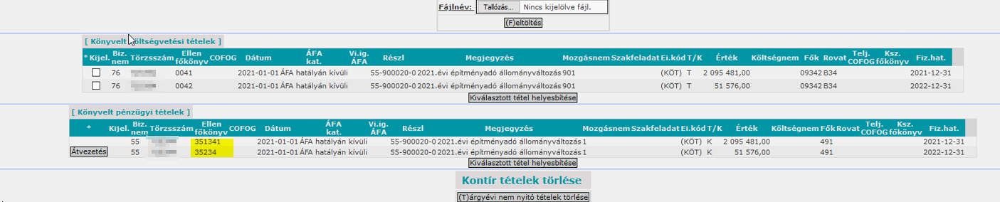 Fájlnév: Tallózás... Nincs kijelölve fájl.
(F)eltöltés
[ Könyvelt költségvetési tételek ]
* Kijel. Biz. nem Törzsszám Ellen főkönyv COFOG Dátum ÁFA kat. Vi.ig. ÁFA Részl Megjegyzés Mozgásnem Szakfeladat Ei.kód T/K Érték Költségnem Fők Rovat Telj. COFOG Ksz. főkönyv Fiz.hat.
76 0041 2021-01-01 ÁFA hatályán kívüli 55-900020-0 2021.évi építményadó állományváltozás 901 (KÖT) T 2 095 481,00 09342 B34 2021-12-31
76 0042 2021-01-01 ÁFA hatályán kívüli 55-900020-0 2021.évi építményadó állományváltozás 901 (KÖT) T 51 576,00 09342 B34 2022-12-31
Kiválasztott tétel helyesbítése
[ Könyvelt pénzügyi tételek ]
* Kijel. Biz. nem Törzsszám Ellen főkönyv COFOG Dátum ÁFA kat. Vi.ig. ÁFA Részl Megjegyzés Mozgásnem Szakfeladat Ei.kód T/K Érték Költségnem Fők Rovat Telj. COFOG Ksz. főkönyv Fiz.hat.
55 351341 2021-01-01 ÁFA hatályán kívüli 55-900020-0 2021.évi építményadó állományváltozás 1 (KÖT) K 2 095 481,00 491 2021-12-31
Átvezetés 55 35234 2021-01-01 ÁFA hatályán kívüli 55-900020-0 2021.évi építményadó állományváltozás 1 (KÖT) K 51 576,00 491 2022-12-31
Kiválasztott tétel helyesbítése
Kontír tételek törlése
(T)árgyévi nem nyitó tételek törlése